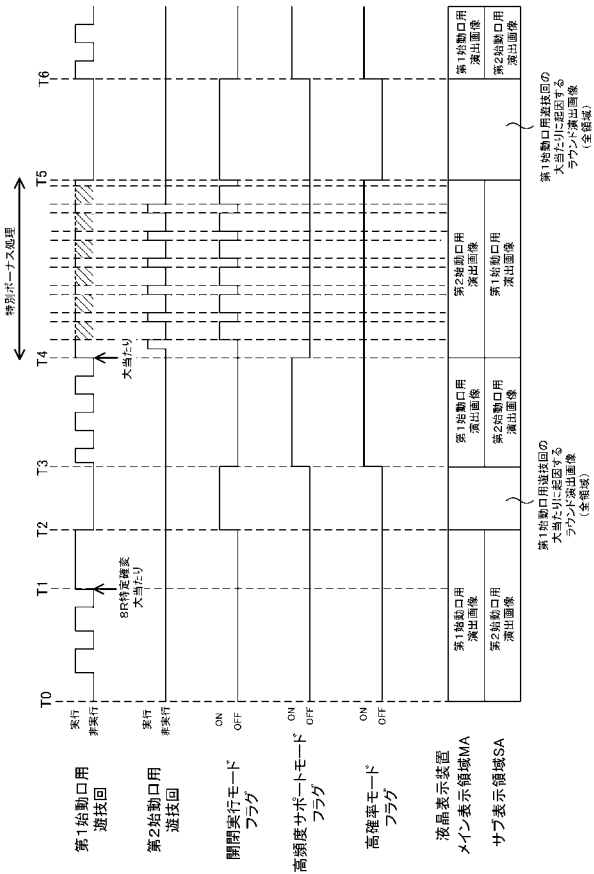 特別ボーナス処理
T0
T1
T2
T3
T4
T5
T6
第1始動口用
遊技回
実行
非実行
8R特定確変
大当たり
大当たり
第2始動口用
遊技回
実行
非実行
開閉実行モード
フラグ
ON
OFF
高頻度サポートモード
フラグ
ON
OFF
高確率モード
フラグ
ON
OFF
液晶表示装置
メイン表示領域MA
第1始動口用
演出画像
第1始動口用
演出画像
第2始動口用
演出画像
第1始動口用
演出画像
サブ表示領域SA
第2始動口用
演出画像
第2始動口用
演出画像
第1始動口用
演出画像
第2始動口用
演出画像
第1始動口用遊技回の
大当たりに起因する
ラウンド演出画像
(全領域)
第1始動口用遊技回の
大当たりに起因する
ラウンド演出画像
(全領域)